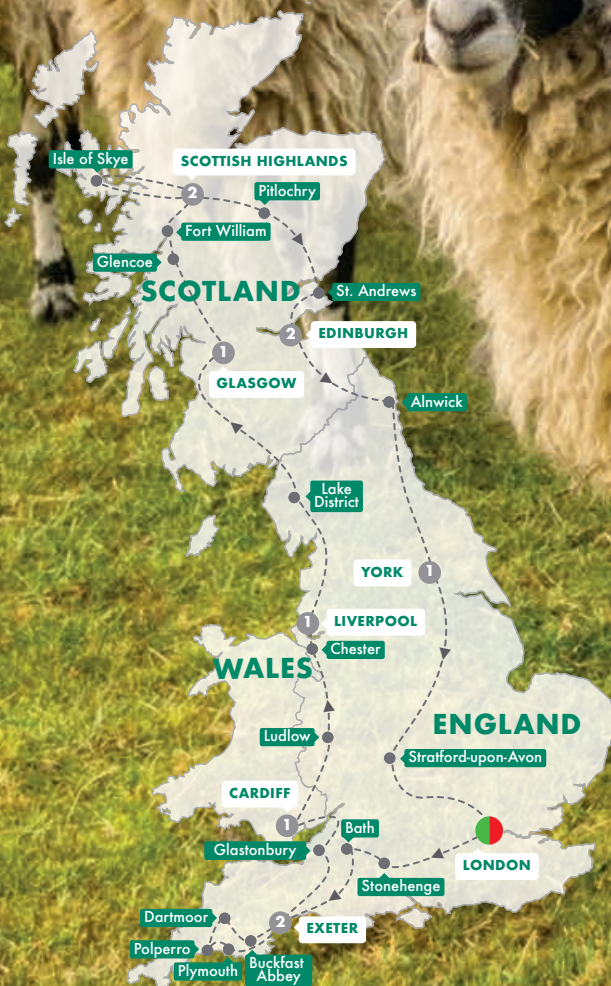 Isle of Skye
SCOTTISH HIGHLANDS
2
Pitlochry
Fort William
Glencoe
SCOTLAND
St. Andrews
2
EDINBURGH
1
GLASGOW
Alnwick
Lake
District
YORK
1
1
LIVERPOOL
Chester
WALES
ENGLAND
Ludlow
Stratford-upon-Avon
CARDIFF
1
Bath
Glastonbury
LONDON
Stonehenge
Dartmoor
2
EXETER
Polperro
Plymouth
Buckfast
Abbey